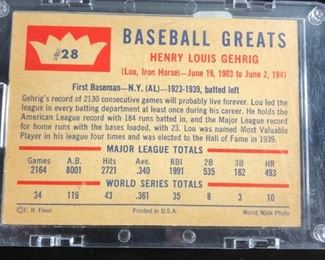 #28
BASEBALL GREATS
HENRY LOUIS GEHRIG
(Lou, Iron Horse)—June 19, 1903 to June 2, 1941
First Baseman—N.Y. (AL)—1923-1939, batted left
Gehrig's record of 2130 consecutive games will probably live forever. Lou led the
league in every batting department at least once during his career. He holds the
American League record with 184 runs batted in, and the Major League record
for home runs with the bases loaded, with 23. Lou was named Most Valuable
Player in his league four times, and was elected to the Hall of Fame in 1939.
MAJOR LEAGUE TOTALS
Games A.B. Hits Avg. RBI 2B 3B HR
2164 8001 2721 .340 1991 535 162 493
WORLD SERIES TOTALS
34 119 43 .361 35 8 3 10
©F. H. Fleer Printed in U.S.A. World Wide Photo